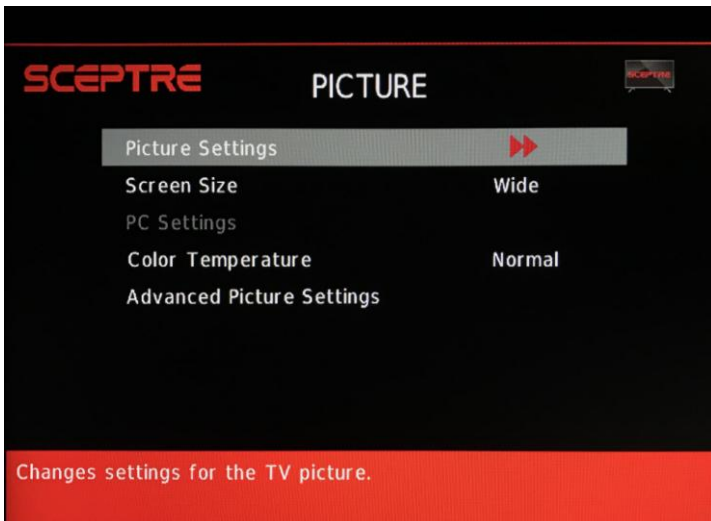 SCEPTRE
PICTURE
SCEPTRE
Picture Settings
Screen Size Wide
PC Settings
Color Temperature Normal
Advanced Picture Settings
Changes settings for the TV picture.